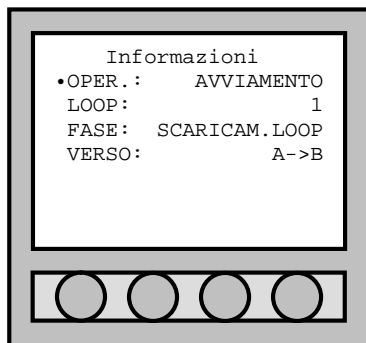 Informazioni
•OPER.: AVVIAMENTO
LOOP: 1
FASE: SCARICAM.LOOP
VERSO: A->B